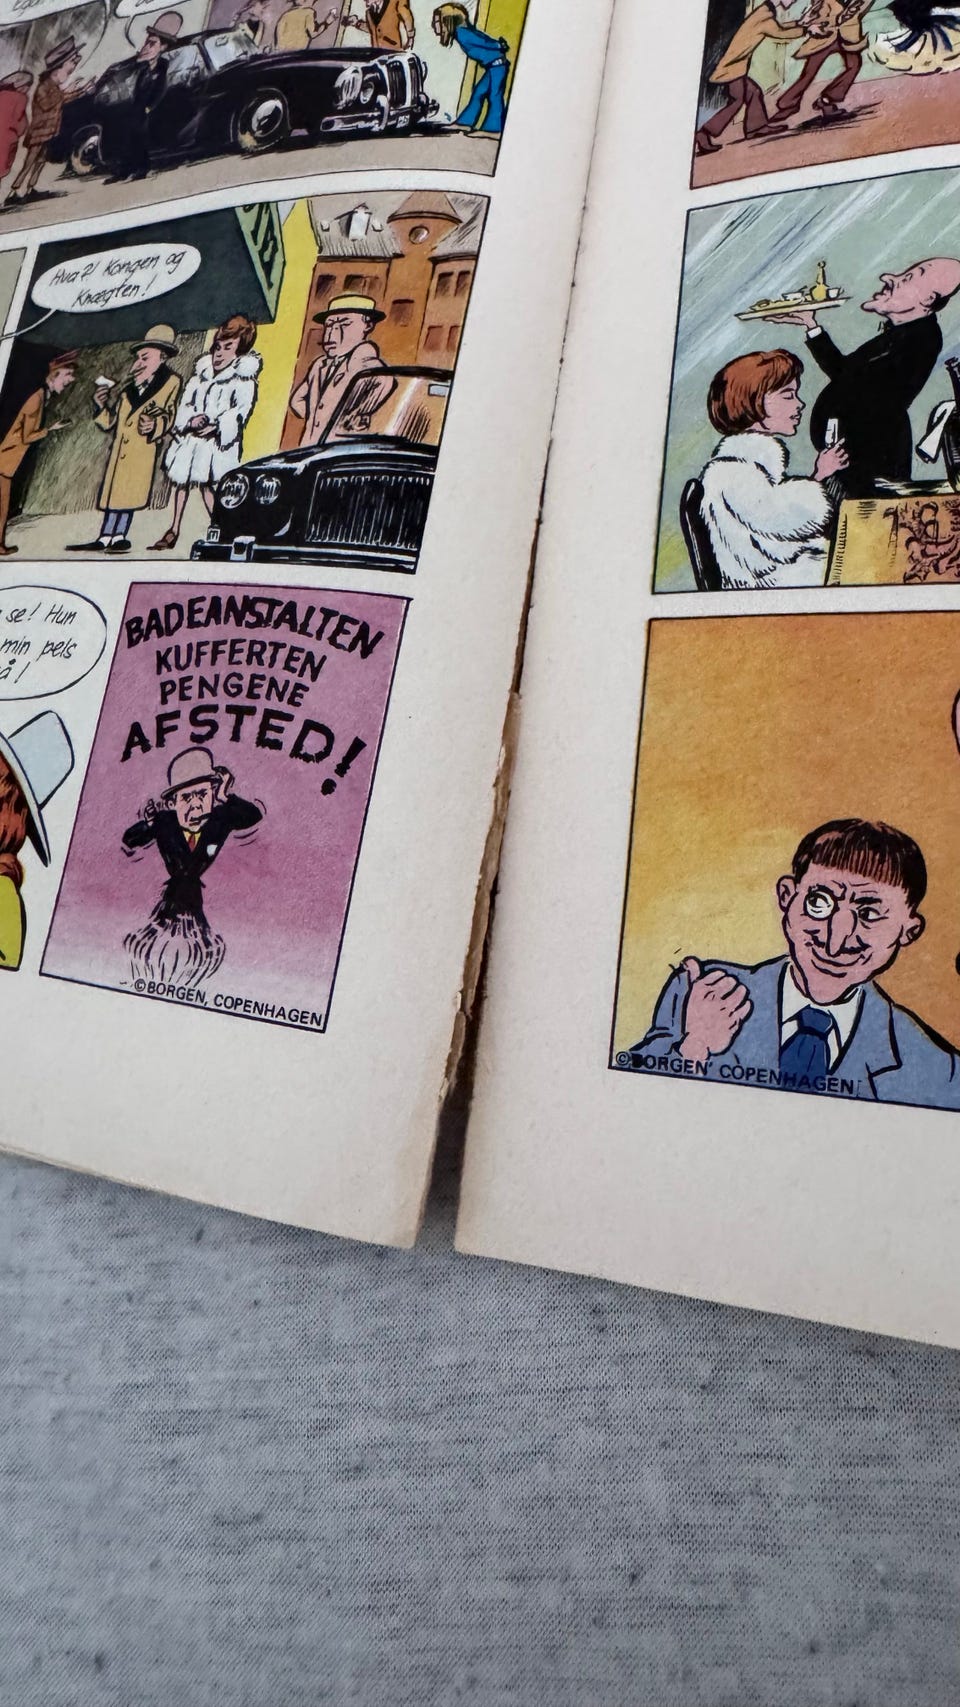 Hva?! Kongen og
Knægten!
se! Hun
min pels
å!
BADEANSTALTEN
KUFFERTEN
PENGENE
AFSTED!
©BORGEN, COPENHAGEN
©BORGEN, COPENHAGEN